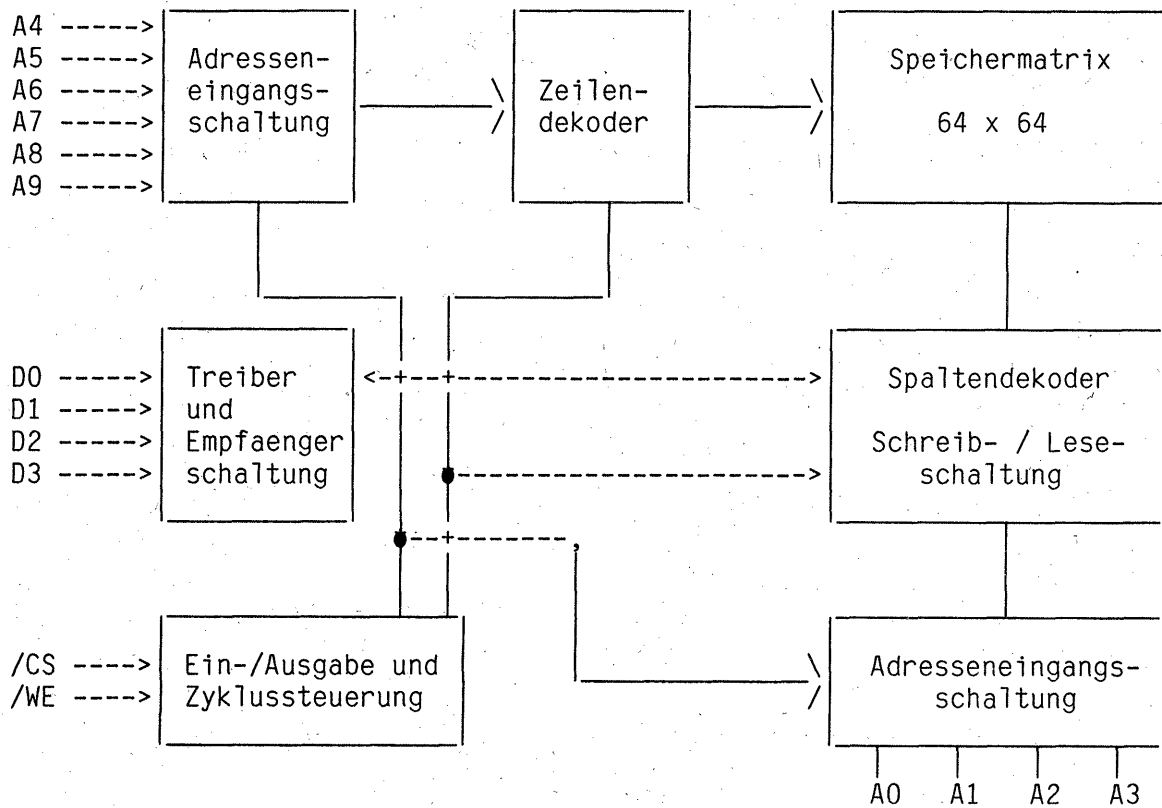 A4 -----> Adressen- Speichermatrix
A5 -----> eingangs- Zeilen-
A6 -----> schaltung dekoder 64 x 64
A7 ----->
A8 ----->
A9 ----->
D0 -----> Treiber <-+-+---------------> Spaltendekoder
D1 -----> und
D2 -----> Empfaenger Schreib- / Lese-
D3 -----> schaltung schaltung
/CS ----> Ein-/Ausgabe und Adresseneingangs-
/WE ----> Zyklussteuerung schaltung
A0 A1 A2 A3